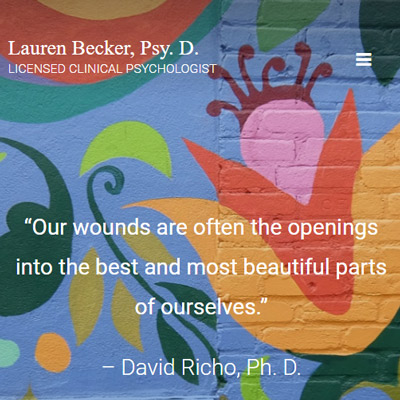 Lauren Becker, Psy. D.
LICENSED CLINICAL PSYCHOLOGIST
“Our wounds are often the openings
into the best and most beautiful parts
of ourselves.”
– David Richo, Ph. D.